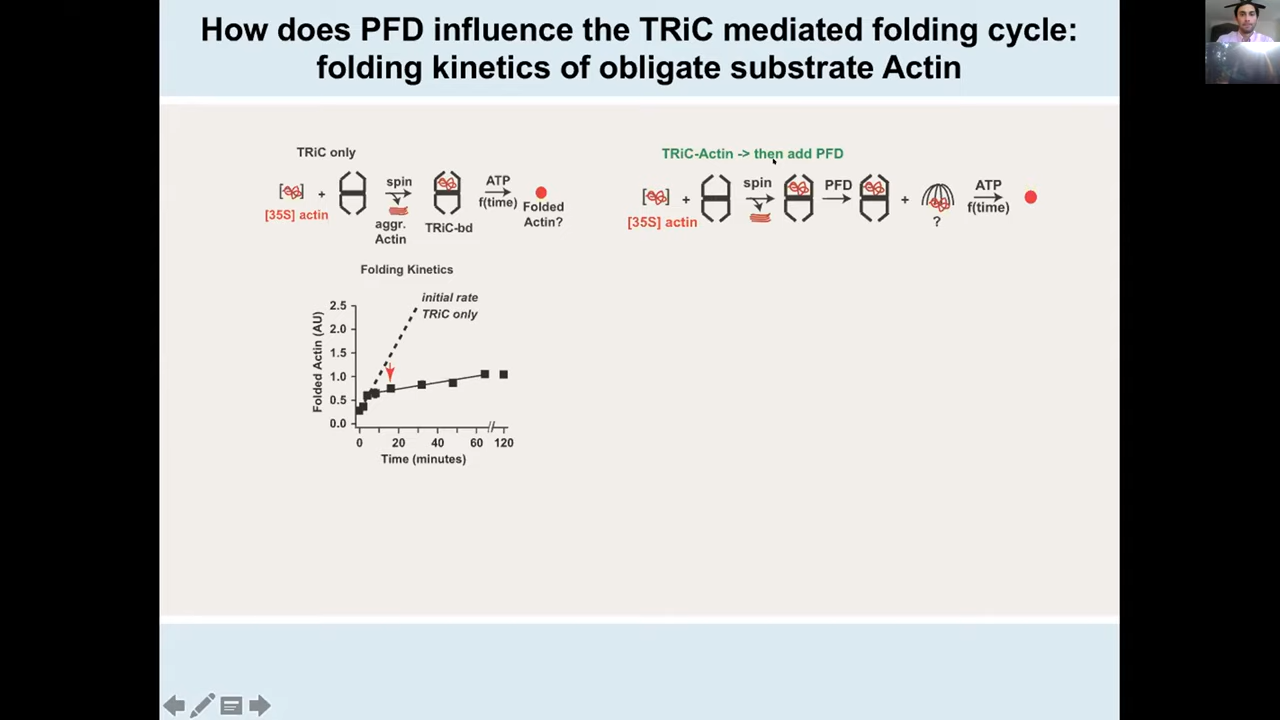 How does PFD influence the TRiC mediated folding cycle:
folding kinetics of obligate substrate Actin
TRiC only
[ ] +
spin
ATP
f(time)
[35S] actin
aggr.
Actin
TRiC-bd
Folded
Actin?
TRiC-Actin -> then add PFD
[ ] +
spin
PFD
+
ATP
f(time)
[35S] actin
?
Folding Kinetics
initial rate
TRiC only
Folded Actin (AU)
2.5
2.0
1.5
1.0
0.5
0.0
0 20 40 60 120
Time (minutes)